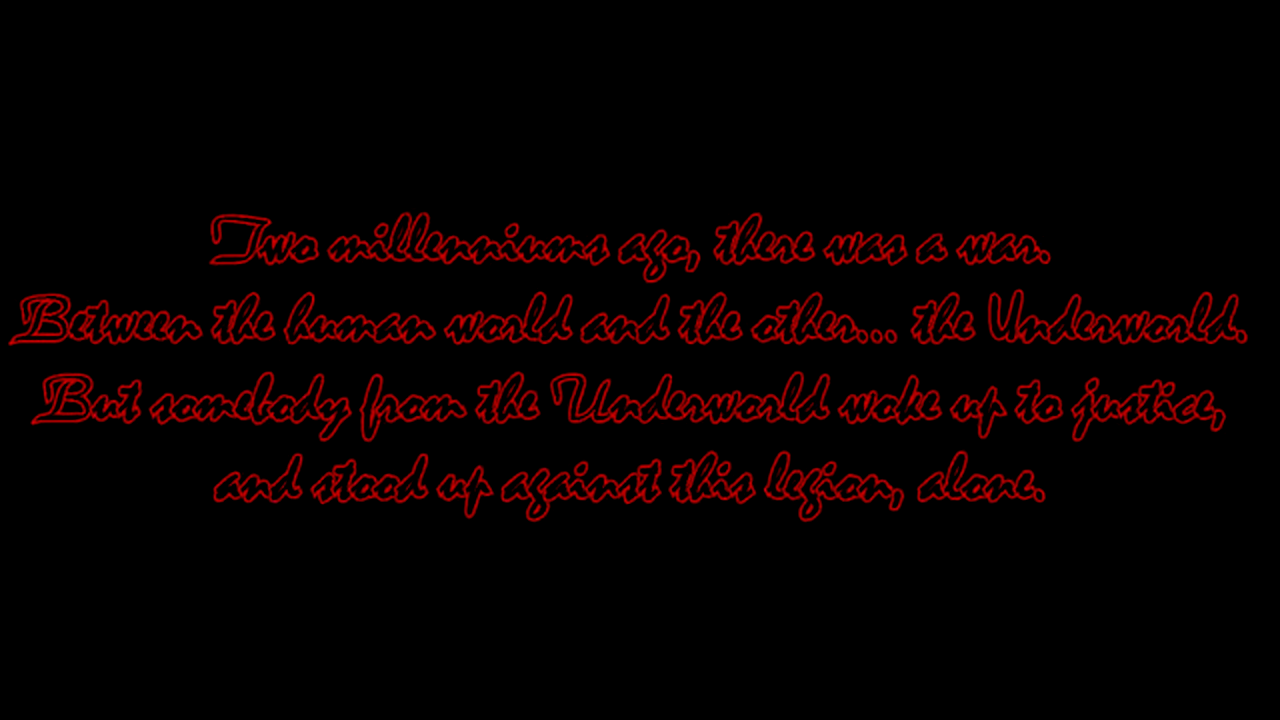 Two millenniums ago, there was a war.
Between the human world and the other... the Underworld.
But somebody from the Underworld woke up to justice,
and stood up against this legion, alone.